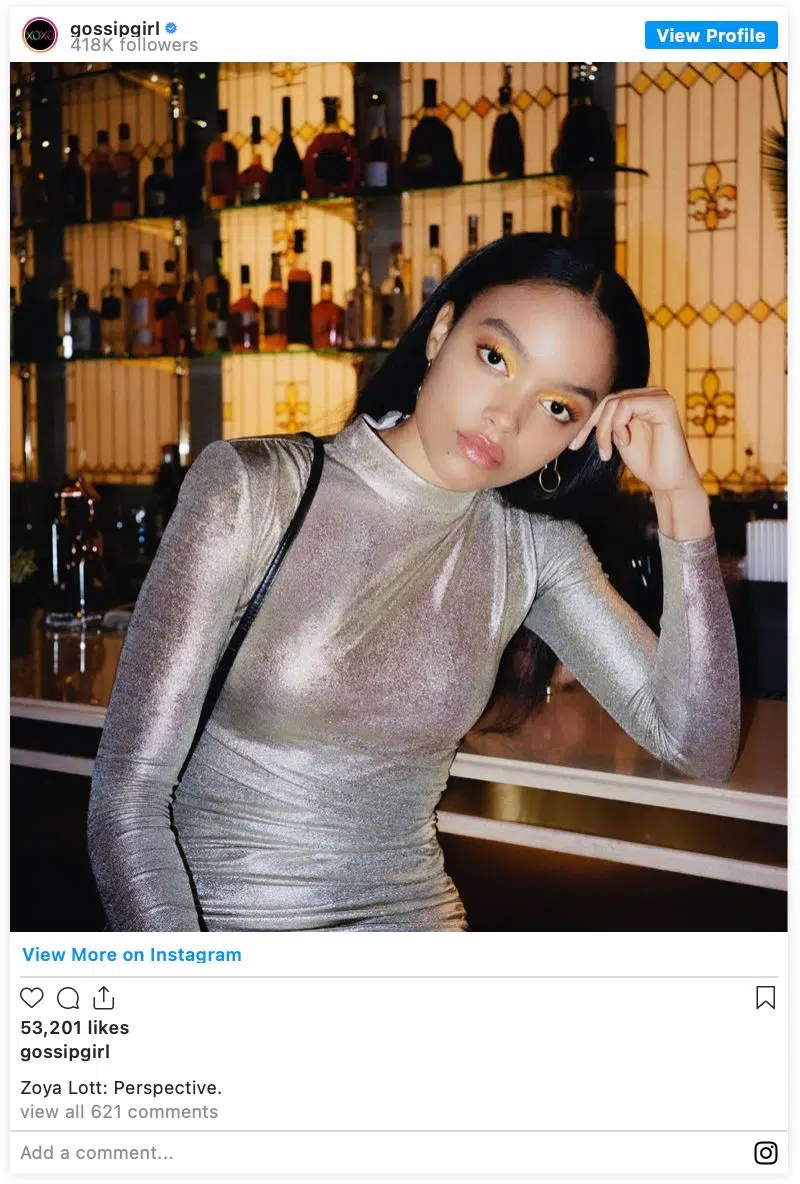 XOXO
gossipgirl
418K followers
View Profile
View More on Instagram
53,201 likes
gossipgirl
Zoya Lott: Perspective.
view all 621 comments
Add a comment...